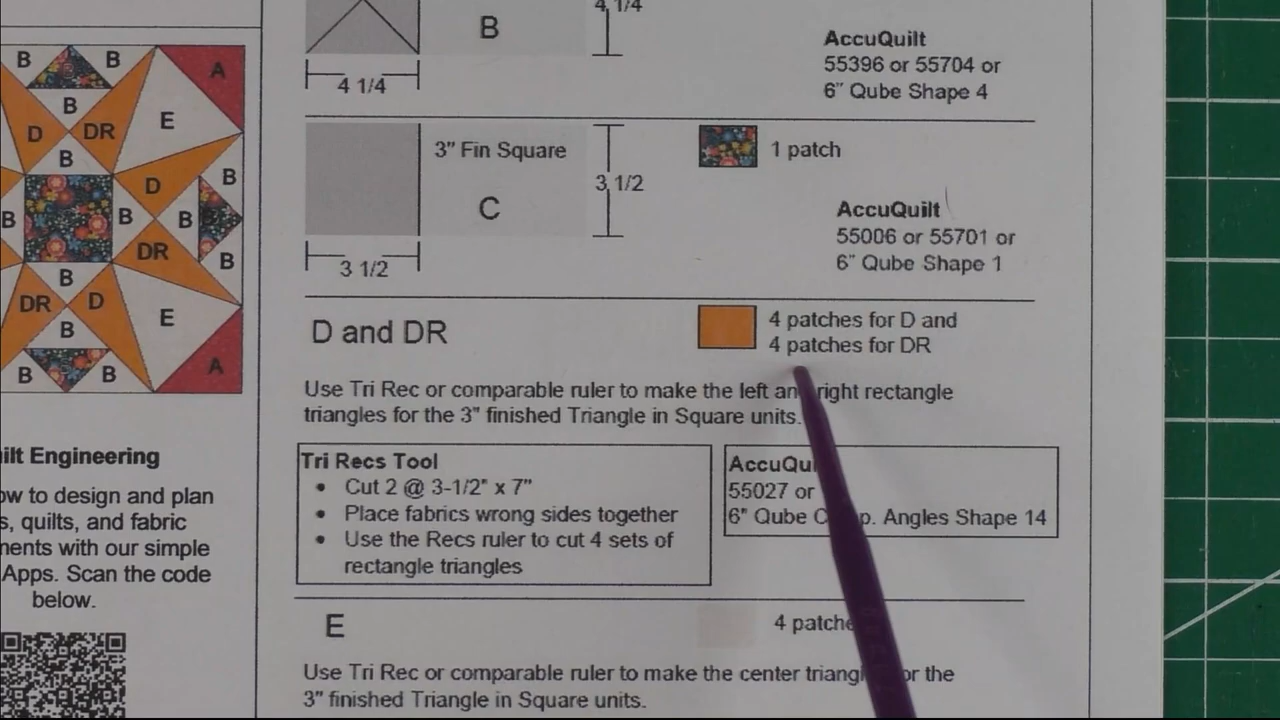 B B A
B E
D DR
B
D B
B B B
DR B
B
DR D E
B
B B A
ilt Engineering
ow to design and plan
s, quilts, and fabric
nents with our simple
Apps. Scan the code
below.
B
4 1/4
4 1/4
AccuQuilt
55396 or 55704 or
6" Qube Shape 4
3" Fin Square
C
3 1/2
3 1/2
1 patch
AccuQuilt
55006 or 55701 or
6" Qube Shape 1
D and DR
4 patches for D and
4 patches for DR
Use Tri Rec or comparable ruler to make the left and right rectangle
triangles for the 3" finished Triangle in Square units.
Tri Recs Tool
• Cut 2 @ 3-1/2" x 7"
• Place fabrics wrong sides together
• Use the Recs ruler to cut 4 sets of
rectangle triangles
AccuQui
55027 or
6" Qube p. Angles Shape 14
E
4 patche
Use Tri Rec or comparable ruler to make the center triangl or the
3" finished Triangle in Square units.